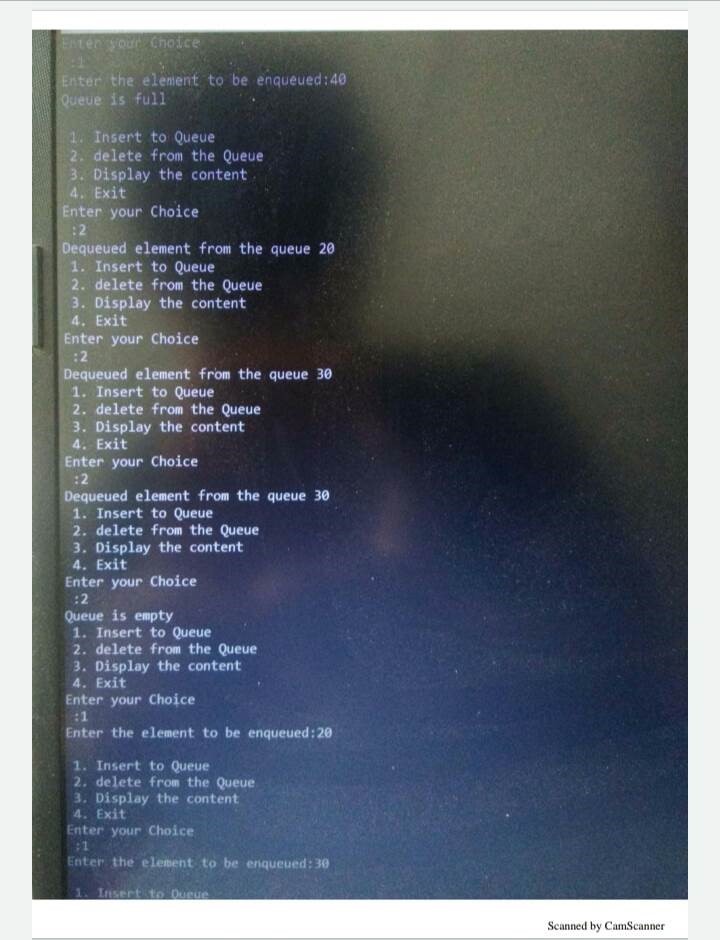 Enter your Choice
:1
Enter the element to be enqueued:40
Queue is full
1. Insert to Queue
2. delete from the Queue
3. Display the content
4. Exit
Enter your Choice
:2
Dequeued element from the queue 20
1. Insert to Queue
2. delete from the Queue
3. Display the content
4. Exit
Enter your Choice
:2
Dequeued element from the queue 30
1. Insert to Queue
2. delete from the Queue
3. Display the content
4. Exit
Enter your Choice
:2
Dequeued element from the queue 30
1. Insert to Queue
2. delete from the Queue
3. Display the content
4. Exit
Enter your Choice
:2
Queue is empty
1. Insert to Queue
2. delete from the Queue
3. Display the content
4. Exit
Enter your Choice
:1
Enter the element to be enqueued:20
1. Insert to Queue
2. delete from the Queue
3. Display the content
4. Exit
Enter your Choice
:1
Enter the element to be enqueued:30
1. Insert to Queue
Scanned by CamScanner